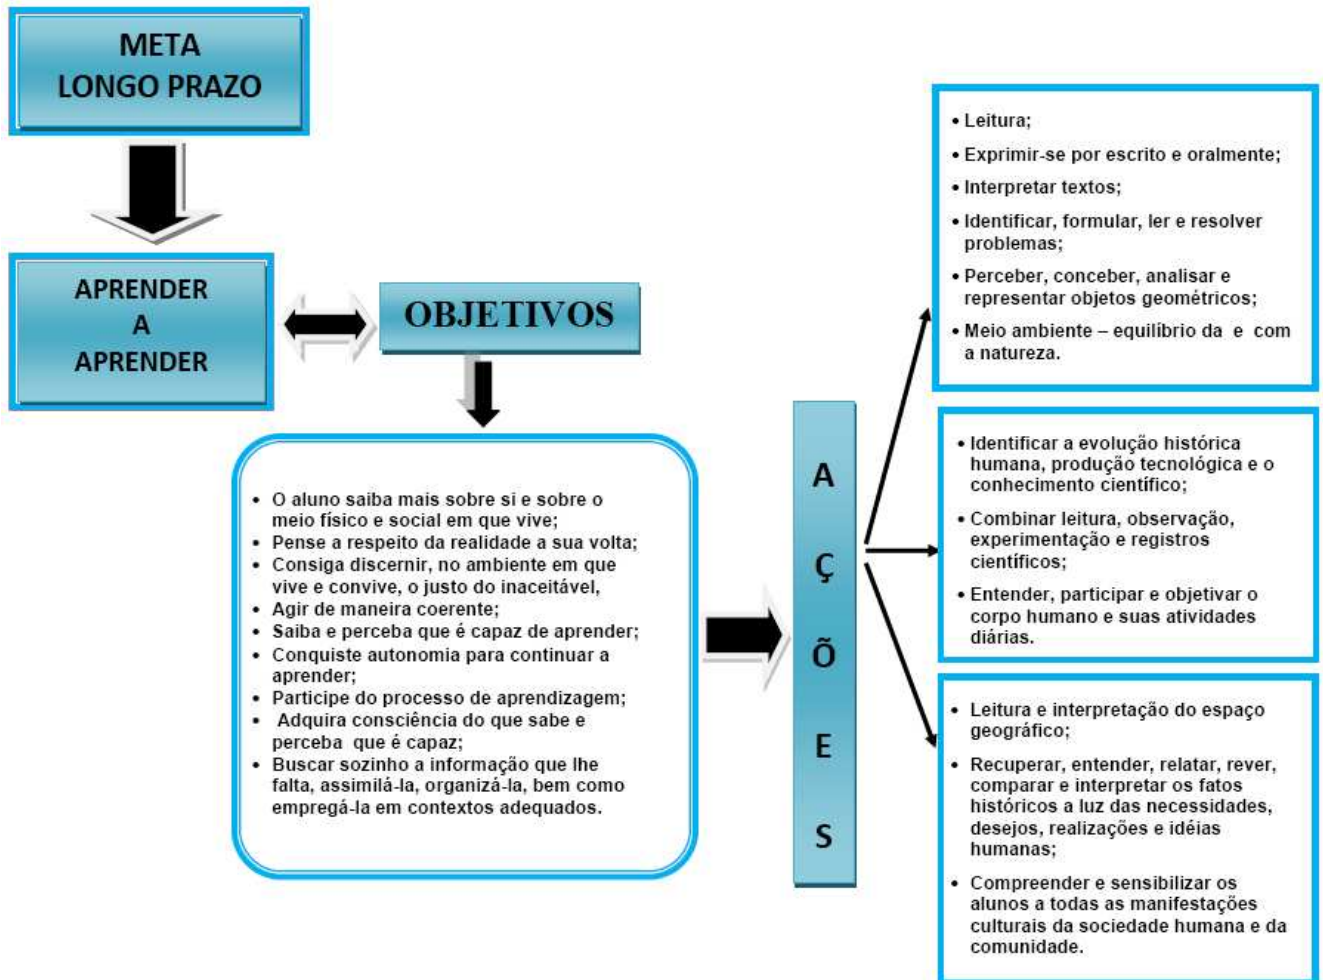 META
LONGO PRAZO
APRENDER
A
APRENDER
OBJETIVOS
• O aluno saiba mais sobre si e sobre o
meio físico e social em que vive;
• Pense a respeito da realidade a sua volta;
• Consiga discernir, no ambiente em que
vive e convive, o justo do inaceitável,
• Agir de maneira coerente;
• Saiba e perceba que é capaz de aprender;
• Conquiste autonomia para continuar a
aprender;
• Participe do processo de aprendizagem;
• Adquira consciência do que sabe e
perceba que é capaz;
• Buscar sozinho a informação que lhe
falta, assimilá-la, organizá-la, bem como
empregá-la em contextos adequados.
A
Ç
Õ
E
S
• Leitura;
• Exprimir-se por escrito e oralmente;
• Interpretar textos;
• Identificar, formular, ler e resolver
problemas;
• Perceber, conceber, analisar e
representar objetos geométricos;
• Meio ambiente – equilíbrio da e com
a natureza.
• Identificar a evolução histórica
humana, produção tecnológica e o
conhecimento científico;
• Combinar leitura, observação,
experimentação e registros
científicos;
• Entender, participar e objetivar o
corpo humano e suas atividades
diárias.
• Leitura e interpretação do espaço
geográfico;
• Recuperar, entender, relatar, rever,
comparar e interpretar os fatos
históricos a luz das necessidades,
desejos, realizações e idéias
humanas;
• Compreender e sensibilizar os
alunos a todas as manifestações
culturais da sociedade humana e da
comunidade.